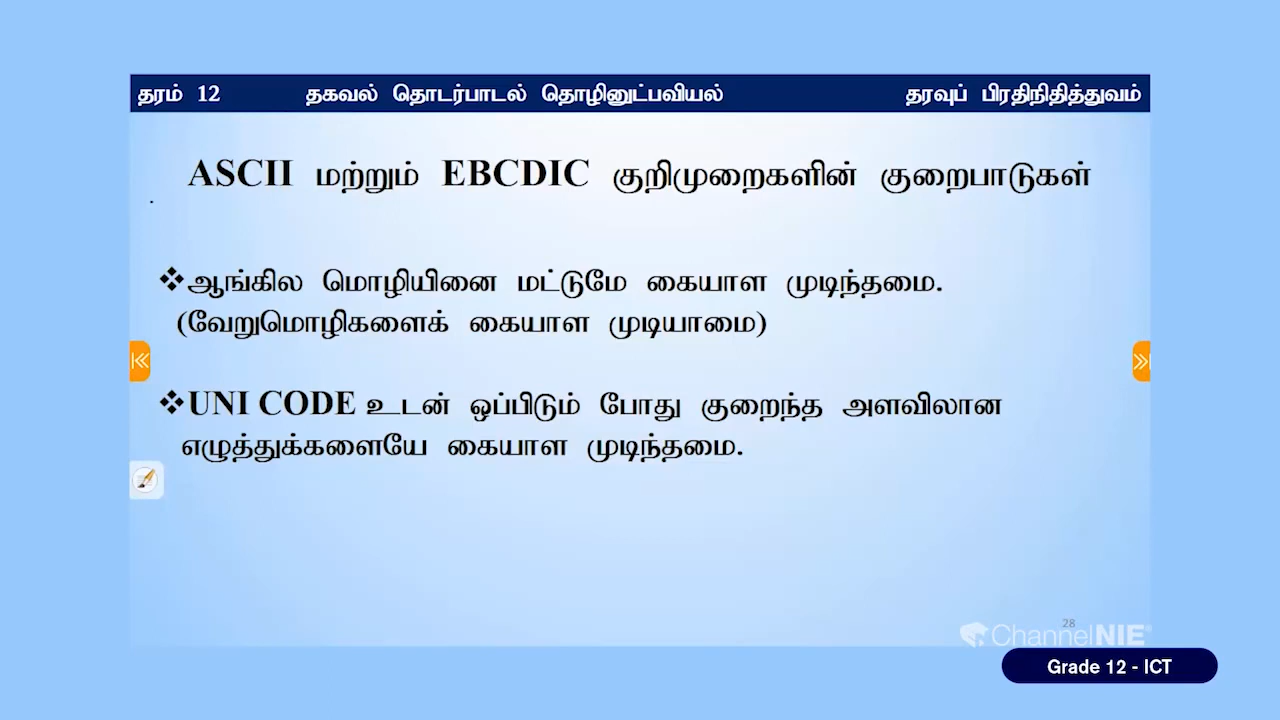 தரம் 12 தகவல் தொடர்பாடல் தொழினுட்பவியல் தரவுப் பிரதிநிதித்துவம்
ASCII மற்றும் EBCDIC குறிமுறைகளின் குறைபாடுகள்
❖ஆங்கில மொழியினை மட்டுமே கையாள முடிந்தமை.
(வேறுமொழிகளைக் கையாள முடியாமை)
❖UNI CODE உடன் ஒப்பிடும் போது குறைந்த அளவிலான
எழுத்துக்களையே கையாள முடிந்தமை.
28
ChannelNIE
Grade 12 - ICT